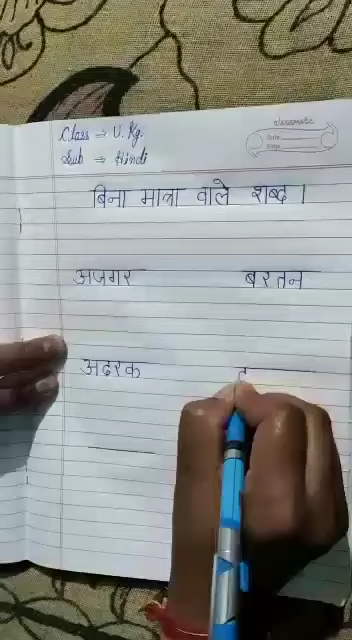 Class → U. Kg.
Sub → Hindi
classmate
Date
Page
बिना मात्रा वाले शब्द ।
अजगर बरतन
अदरक